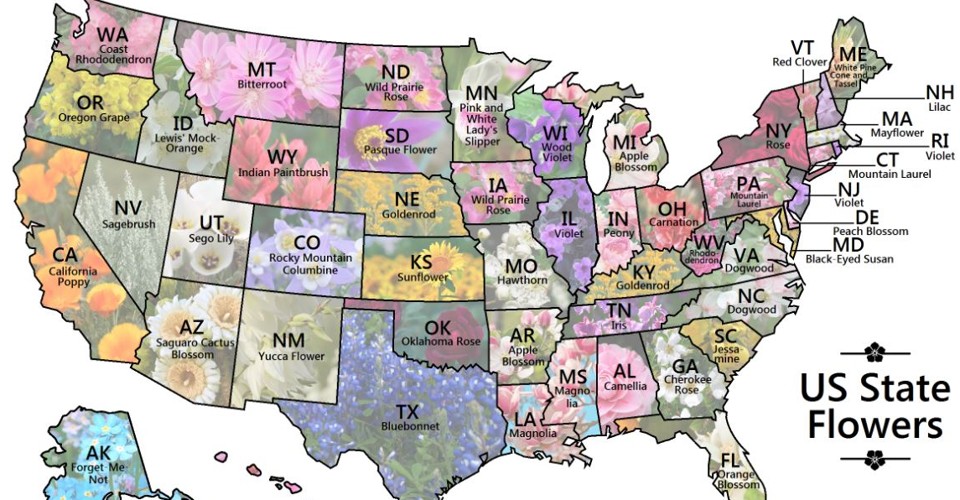 WA
Coast
Rhododendron
OR
Oregon Grape
ID
Lewis' Mock-
Orange
MT
Bitterroot
ND
Wild Prairie
Rose
MN
Pink and
White
Lady's
Slipper
WI
Wood
Violet
MI
Apple
Blossom
VT
Red Clover
ME
White Pine
Cone and
Tassel
NH
Lilac
MA
Mayflower
RI
Violet
CT
Mountain Laurel
NY
Rose
SD
Pasque Flower
WY
Indian Paintbrush
NE
Goldenrod
IA
Wild Prairie
Rose
IL
Violet
IN
Peony
OH
Carnation
PA
Mountain
Laurel
NJ
Violet
DE
Peach Blossom
MD
Black-Eyed Susan
CA
California
Poppy
NV
Sagebrush
UT
Sego Lily
CO
Rocky Mountain
Columbine
KS
Sunflower
MO
Hawthorn
KY
Goldenrod
WV
Rhodo-
dendron
VA
Dogwood
AZ
Saguaro Cactus
Blossom
NM
Yucca Flower
OK
Oklahoma Rose
AR
Apple
Blossom
TN
Iris
NC
Dogwood
SC
Jessa
mine
TX
Bluebonnet
LA
Magnolia
MS
Magno-
lia
AL
Camellia
GA
Cherokee
Rose
FL
Orange
Blossom
AK
Forget-Me-
Not
US State
Flowers